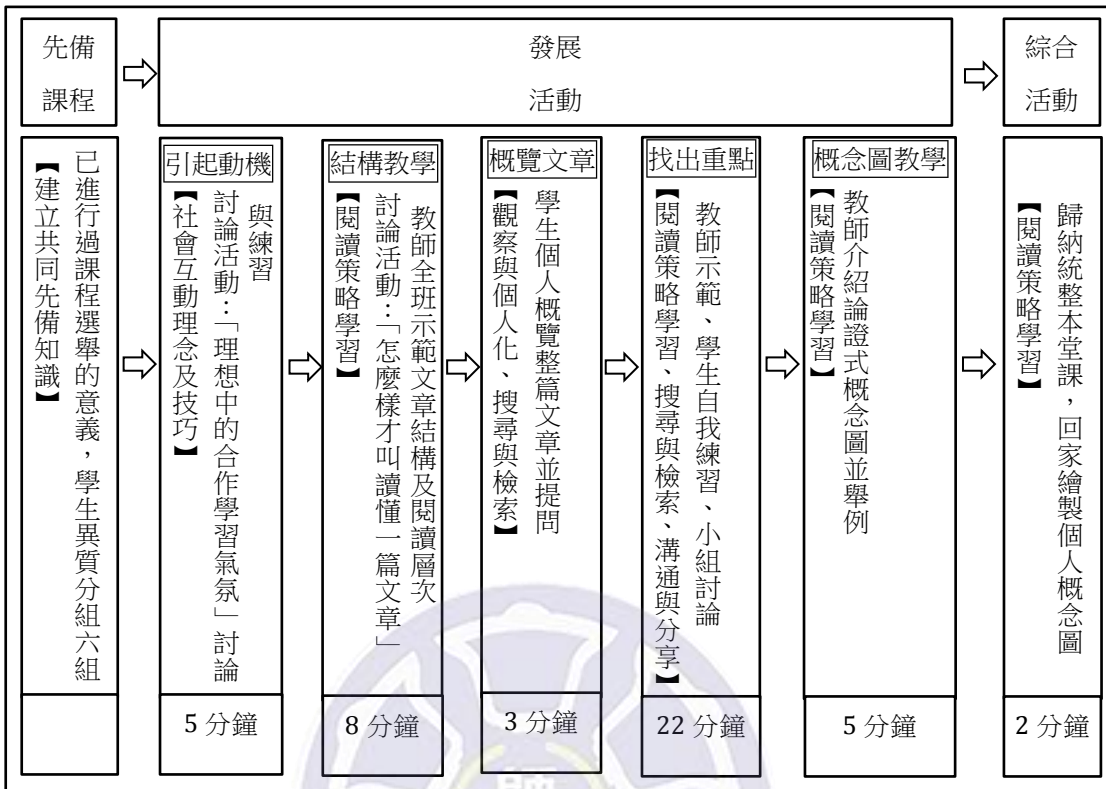 先備
課程
發展
活動
綜合
活動
已進行過課程選舉的意義，學生異質分組六組
【建立共同先備知識】
引起動機
與練習
討論活動：「理想中的合作學習氣氛」討論
【社會互動理念及技巧】
結構教學
教師全班示範文章結構及閱讀層次
討論活動：「怎麼樣才叫讀懂一篇文章」
【閱讀策略學習】
概覽文章
學生個人概覽整篇文章並提問
【觀察與個人化、搜尋與檢索】
找出重點
教師示範、學生自我練習、小組討論
【閱讀策略學習、搜尋與檢索、溝通與分享】
概念圖教學
教師介紹論證式概念圖並舉例
【閱讀策略學習】
歸納統整本堂課，回家繪製個人概念圖
【閱讀策略學習】
5 分鐘
8 分鐘
3 分鐘
22 分鐘
5 分鐘
2 分鐘
師